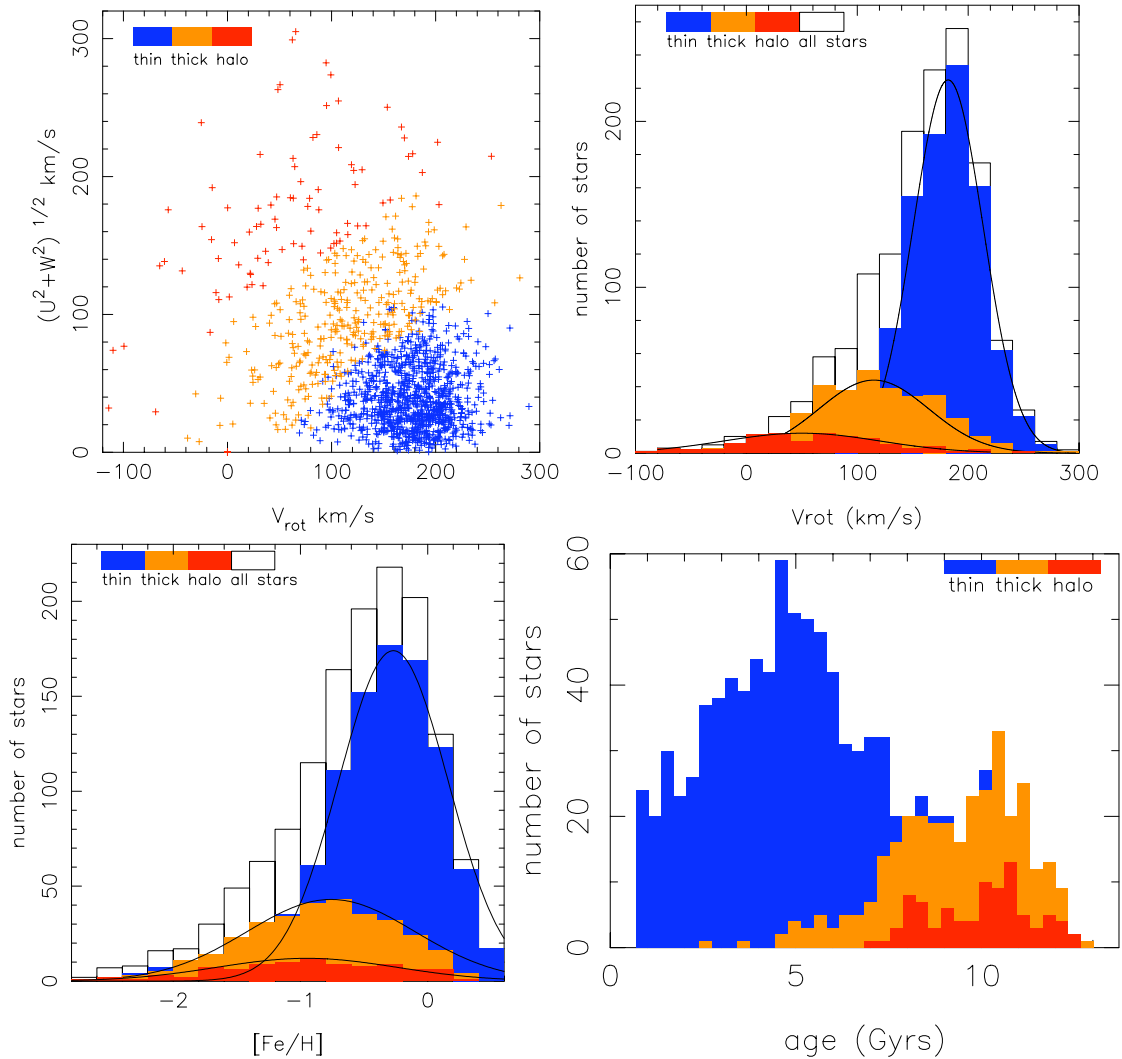 300
200
100
0
(U²+W²) 1/2 km/s
thin thick halo
−100 0 100 200 300
V_rot km/s
200
100
0
number of stars
thin thick halo all stars
−100 0 100 200 300
Vrot (km/s)
200
150
100
50
0
number of stars
thin thick halo all stars
−2 −1 0
[Fe/H]
60
40
20
0
number of stars
thin thick halo
0 5 10
age (Gyrs)